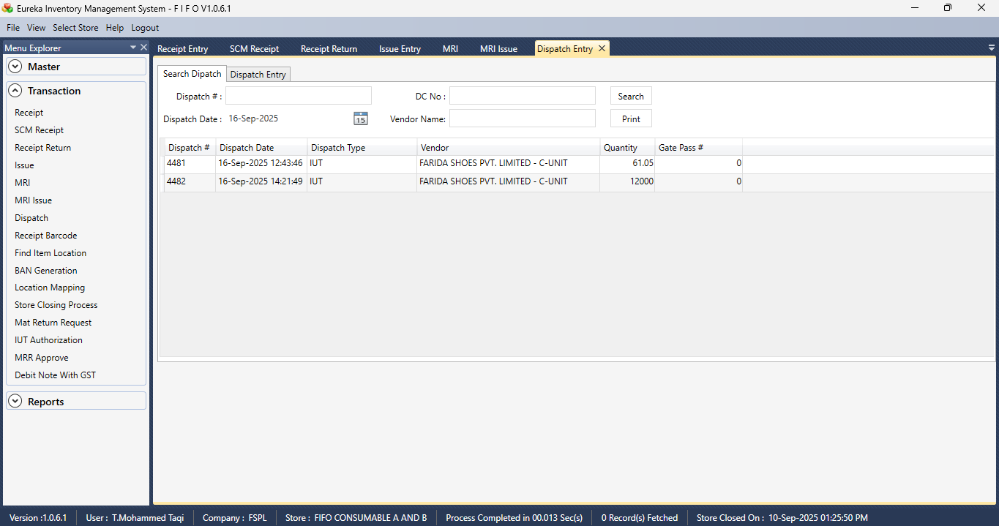 Eureka Inventory Management System - F I F O V1.0.6.1
File View Select Store Help Logout
Menu Explorer
Master
Transaction
Receipt
SCM Receipt
Receipt Return
Issue
MRI
MRI Issue
Dispatch
Receipt Barcode
Find Item Location
BAN Generation
Location Mapping
Store Closing Process
Mat Return Request
IUT Authorization
MRR Approve
Debit Note With GST
Reports
Receipt Entry SCM Receipt Receipt Return Issue Entry MRI MRI Issue Dispatch Entry
Search Dipatch Dispatch Entry
Dispatch # : DC No : Search
Dispatch Date : 16-Sep-2025 15 Vendor Name: Print
Dispatch # Dispatch Date Dispatch Type Vendor Quantity Gate Pass #
4481 16-Sep-2025 12:43:46 IUT FARIDA SHOES PVT. LIMITED - C-UNIT 61.05 0
4482 16-Sep-2025 14:21:49 IUT FARIDA SHOES PVT. LIMITED - C-UNIT 12000 0
Version :1.0.6.1 User : T.Mohammed Taqi Company : FSPL Store : FIFO CONSUMABLE A AND B Process Completed in 00.013 Sec(s) 0 Record(s) Fetched Store Closed On : 10-Sep-2025 01:25:50 PM